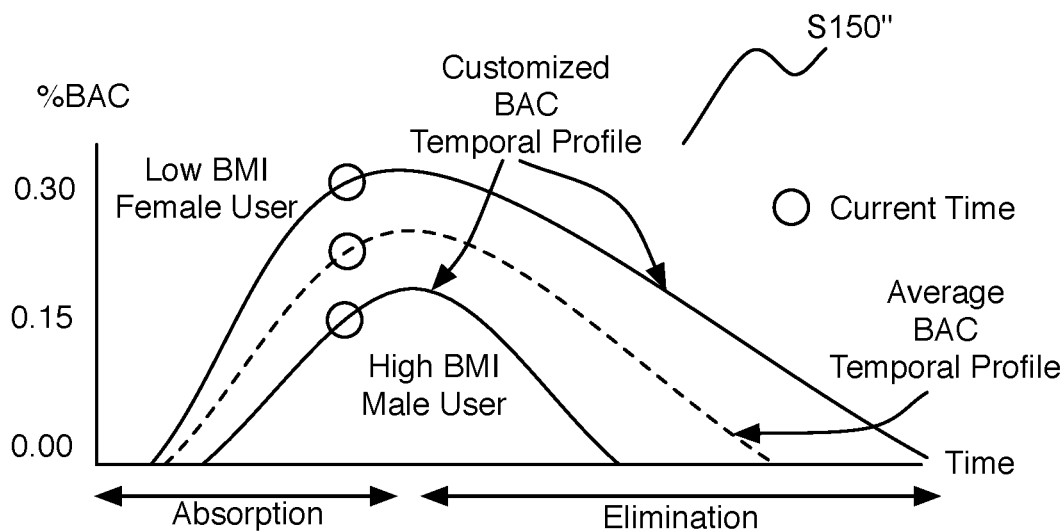 S150"
Customized
BAC
Temporal Profile
%BAC
Low BMI
Female User
0.30
Current Time
0.15
Average
BAC
Temporal Profile
High BMI
Male User
0.00
Time
Absorption
Elimination